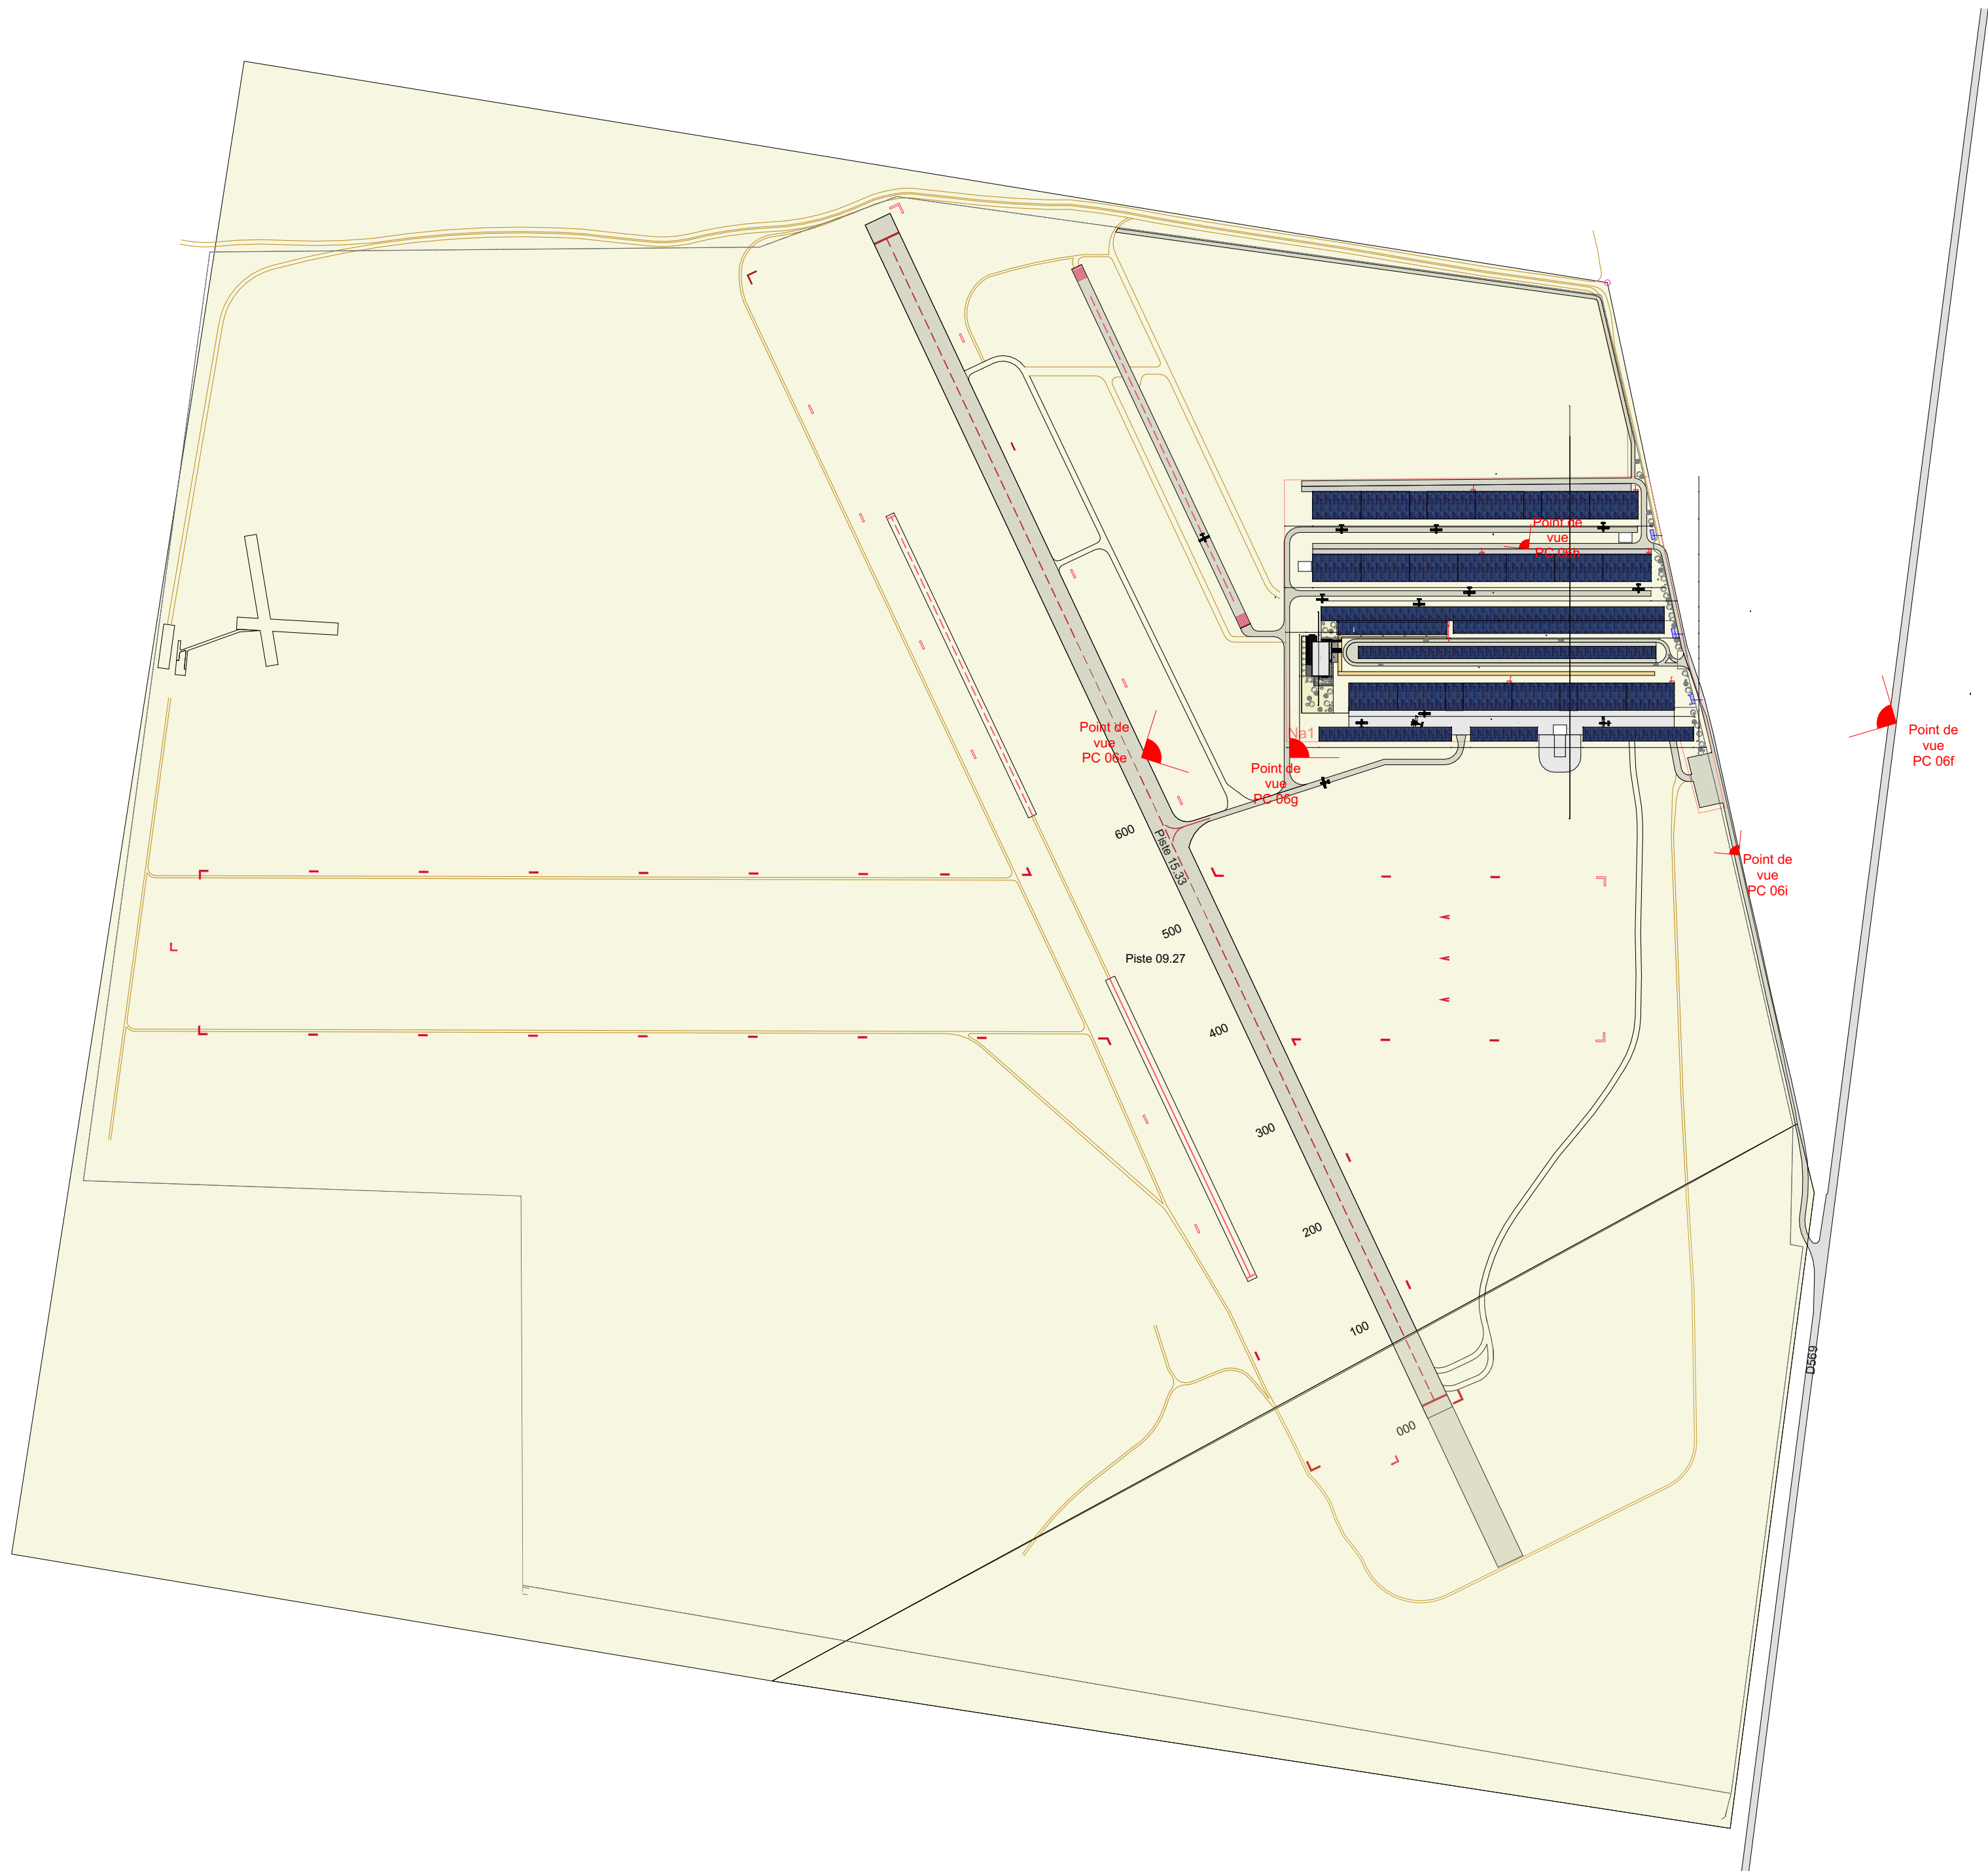 Point de
vue
PC 06h
Na1
Point de
vue
PC 06e
Point de
vue
PC 06g
Point de
vue
PC 06f
Point de
vue
PC 06i
Piste 15.33
600
500
Piste 09.27
400
300
200
100
000
D569